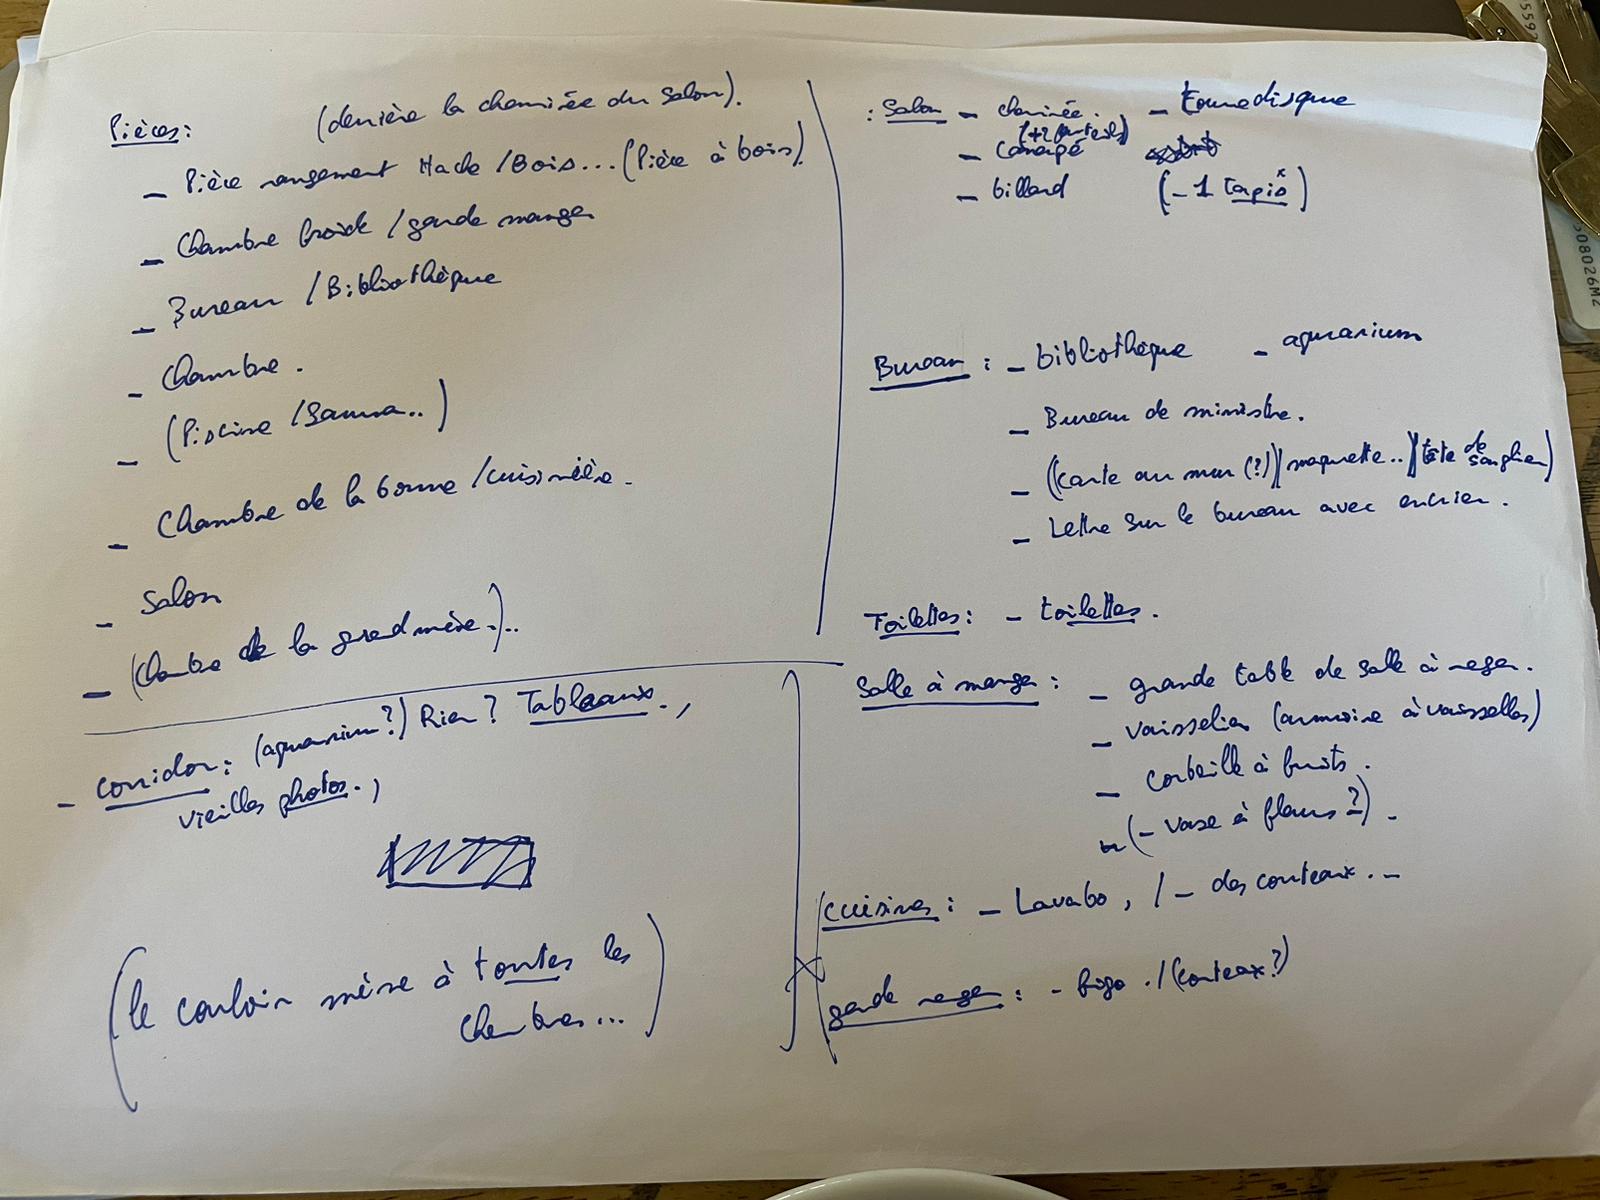 Pièces:
(derrière la cheminée du salon).
- Pièce rangement Hache / Bois... (Pièce à bois)
- Chambre froide / garde manger
- Bureau / Bibliothèque
- Chambre.
- (Piscine / Sauna..)
- Chambre de la bonne / cuisinière.
- Salon
- (Chambre de la grand mère.)..
- corridor: (aquarium?) Rien? Tableaux.,
vieilles photos.,
(le couloir mène à toutes les
chambres...)
: Salon - cheminée. - tournedisque
(+2 fauteuils)
- Canapé
- billard (- 1 tapis)
Bureau : - bibliothèque - aquarium
- Bureau de ministre.
- (carte au mur (?)/maquette..)(tête de sanglier)
- Lettre sur le bureau avec encrier.
Toilettes: - toilettes.
Salle à manger : - grande table de salle à manger.
- vaisselier (armoire à vaisselles)
- corbeille à fruits.
(- vase à fleurs ?).
cuisines: - Lavabo, / - des couteaux. -
garde manger : - frigo ./(couteaux?)